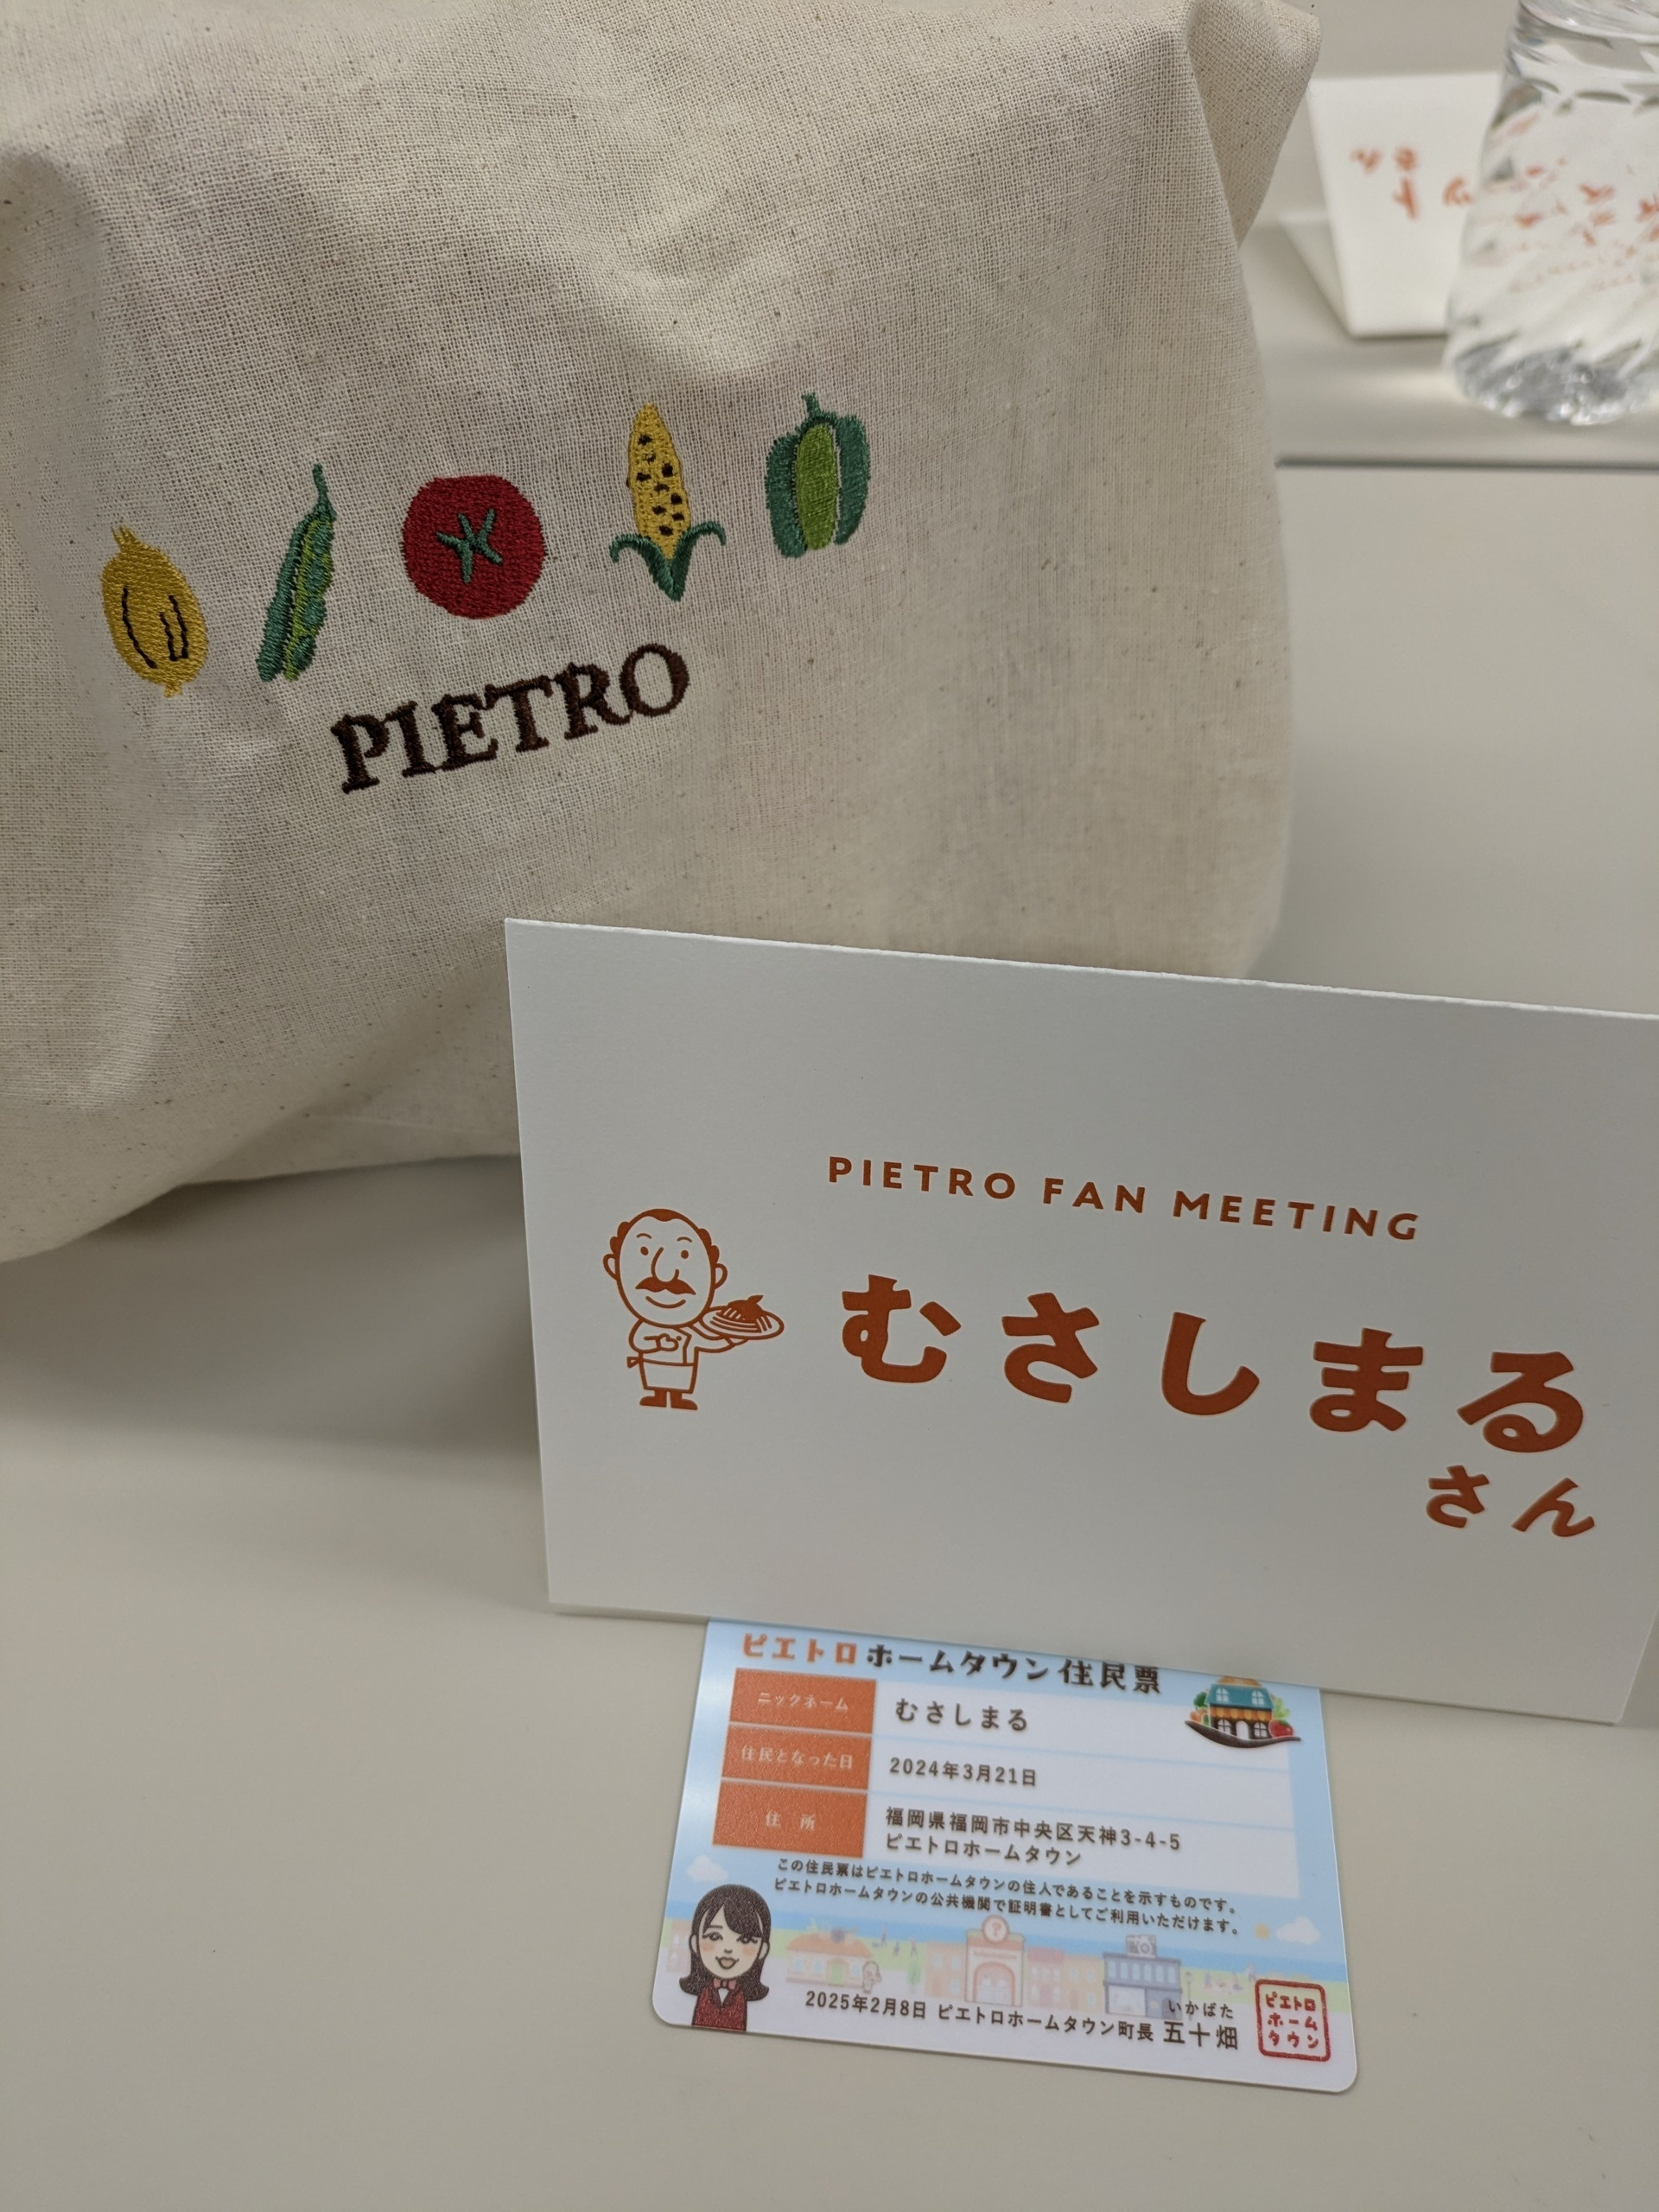 PIETRO
PIETRO FAN MEETING
むさしまる
さん
ピエトロホームタウン住民票
ニックネーム むさしまる
住民となった日 2024年3月21日
住所 福岡県福岡市中央区天神3-4-5
ピエトロホームタウン
この住民票はピエトロホームタウンの住人であることを示すものです。
ピエトロホームタウンの公共機関で証明書としてご利用いただけます。
いかばた
2025年2月8日 ピエトロホームタウン町長 五十畑
ピエトロ
ホーム
タウン